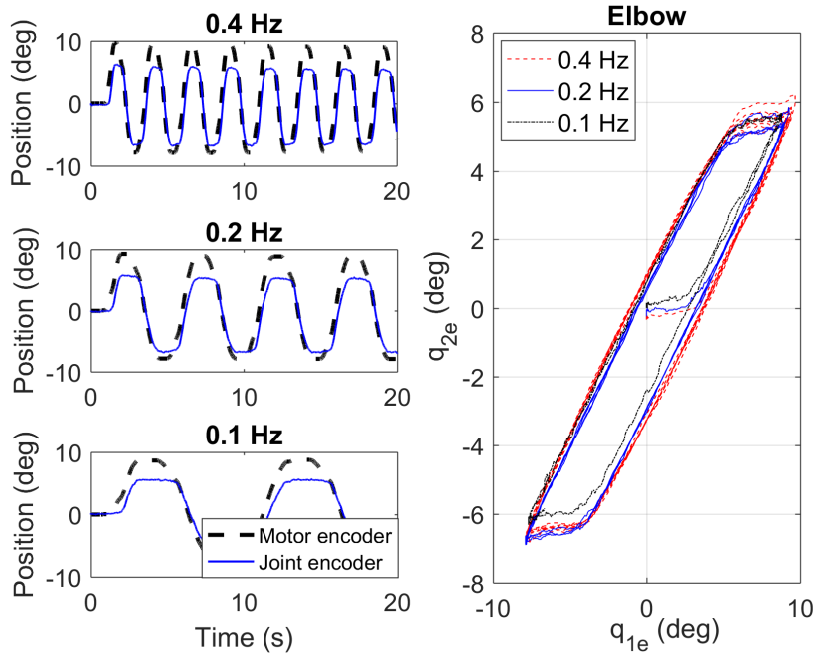 0.4 Hz
Position (deg)
10
0
-10
0
10
20
0.2 Hz
Position (deg)
10
0
-10
0
10
20
0.1 Hz
Position (deg)
10
0
-10
0
10
20
Motor encoder
Joint encoder
Time (s)
Elbow
0.4 Hz
0.2 Hz
0.1 Hz
q2e (deg)
8
6
4
2
0
-2
-4
-6
-8
-10
0
10
q1e (deg)